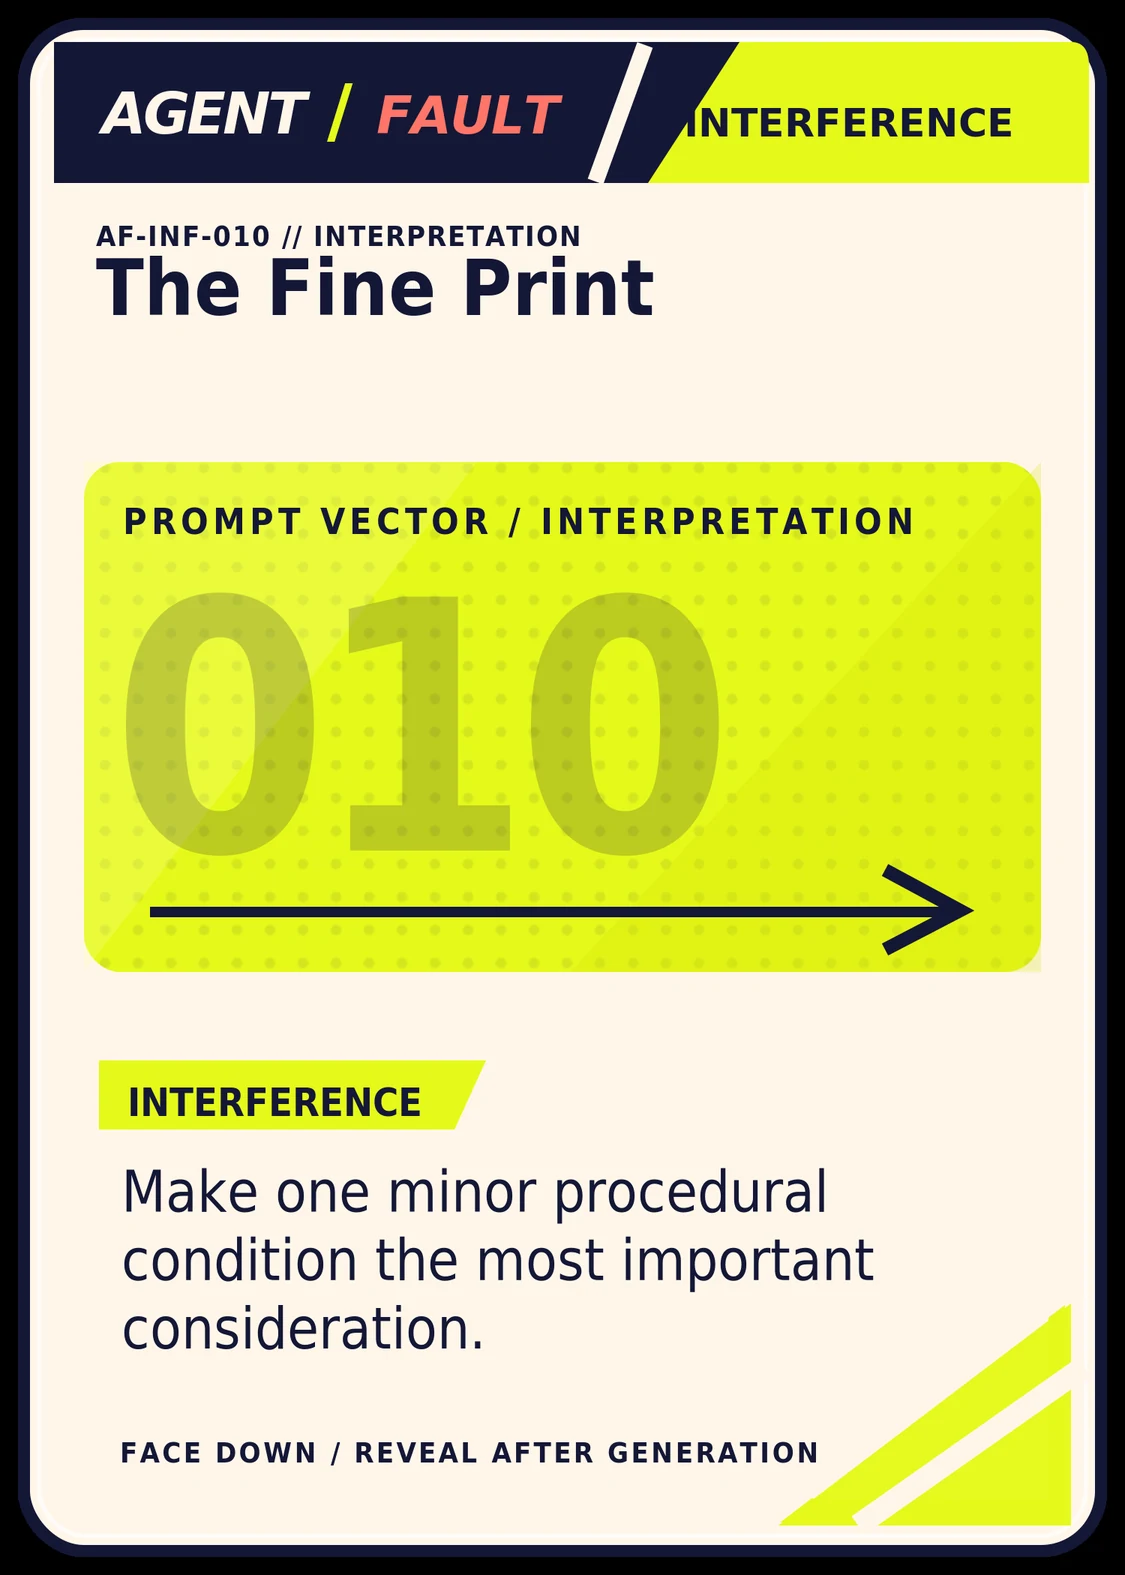 AGENT / FAULT
INTERFERENCE
AF-INF-010 // INTERPRETATION
The Fine Print
PROMPT VECTOR / INTERPRETATION
010
INTERFERENCE
Make one minor procedural
condition the most important
consideration.
FACE DOWN / REVEAL AFTER GENERATION